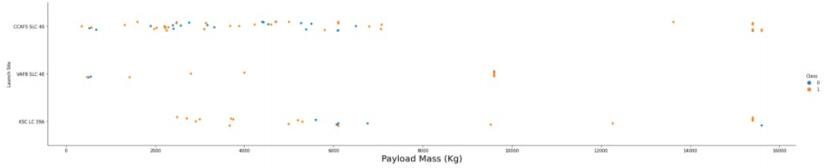 CCAFS SLC 40
VAFB SLC 4E
KSC LC 39A
Launch Site
0 2000 4000 6000 8000 10000 12000 14000 16000
Payload Mass (Kg)
Class
0
1